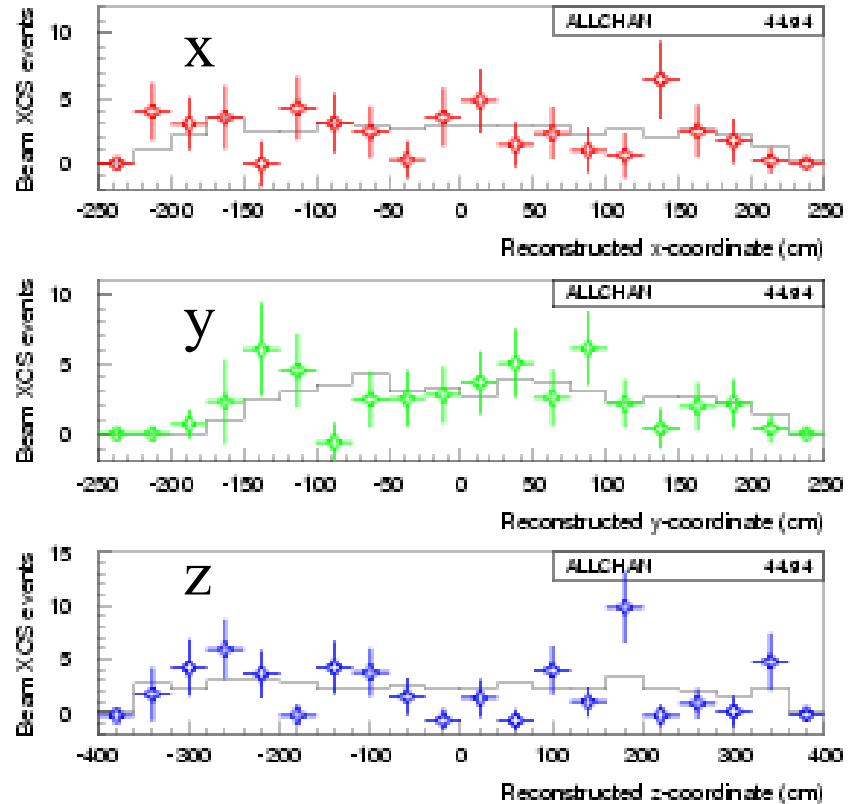 x
ALLCHAN 44.94
10
5
0
Beam XCS events
-250 -200 -150 -100 -50 0 50 100 150 200 250
Reconstructed x-coordinate (cm)
y
ALLCHAN 44.94
10
5
0
Beam XCS events
-250 -200 -150 -100 -50 0 50 100 150 200 250
Reconstructed y-coordinate (cm)
z
ALLCHAN 44.94
15
10
5
0
Beam XCS events
-400 -300 -200 -100 0 100 200 300 400
Reconstructed z-coordinate (cm)